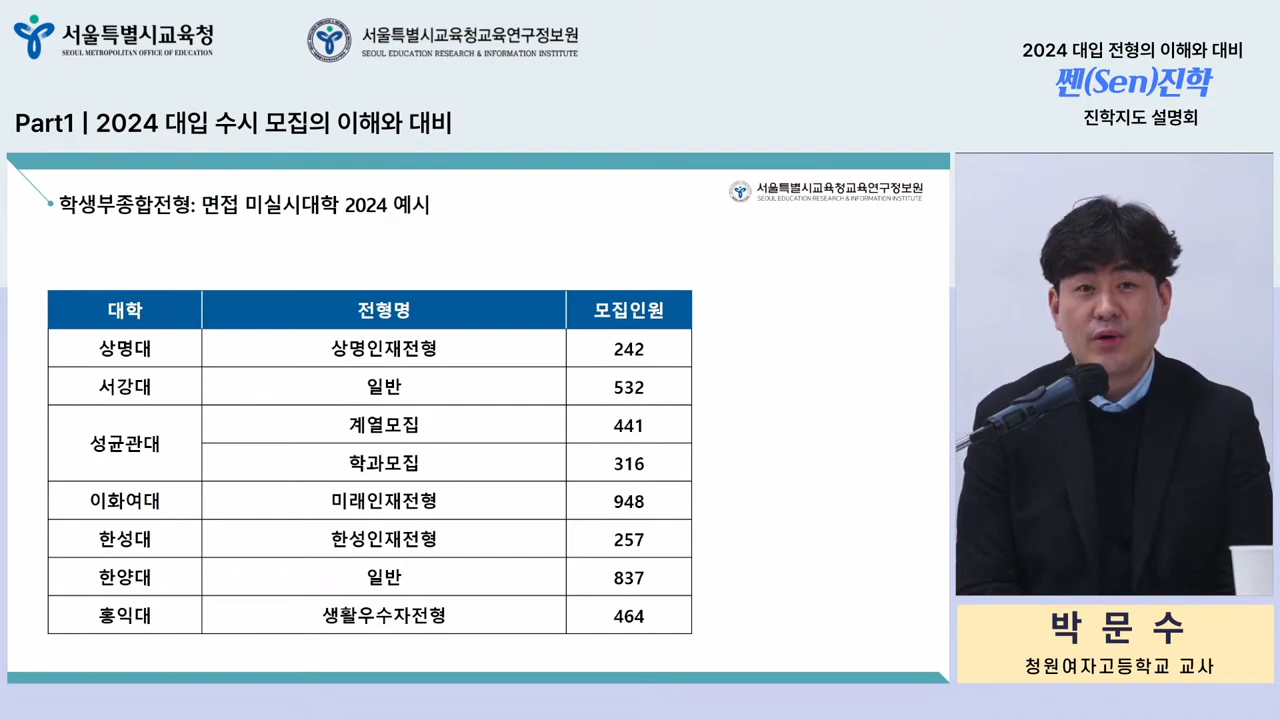 서울특별시교육청
SEOUL METROPOLITAN OFFICE OF EDUCATION
서울특별시교육청교육연구정보원
SEOUL EDUCATION RESEARCH & INFORMATION INSTITUTE
2024 대입 전형의 이해와 대비
쎈(Sen)진학
진학지도 설명회
Part1 | 2024 대입 수시 모집의 이해와 대비
학생부종합전형: 면접 미실시대학 2024 예시
서울특별시교육청교육연구정보원
SEOUL EDUCATION RESEARCH & INFORMATION INSTITUTE
대학 전형명 모집인원
상명대 상명인재전형 242
서강대 일반 532
성균관대 계열모집 441
학과모집 316
이화여대 미래인재전형 948
한성대 한성인재전형 257
한양대 일반 837
홍익대 생활우수자전형 464
박 문 수
청원여자고등학교 교사